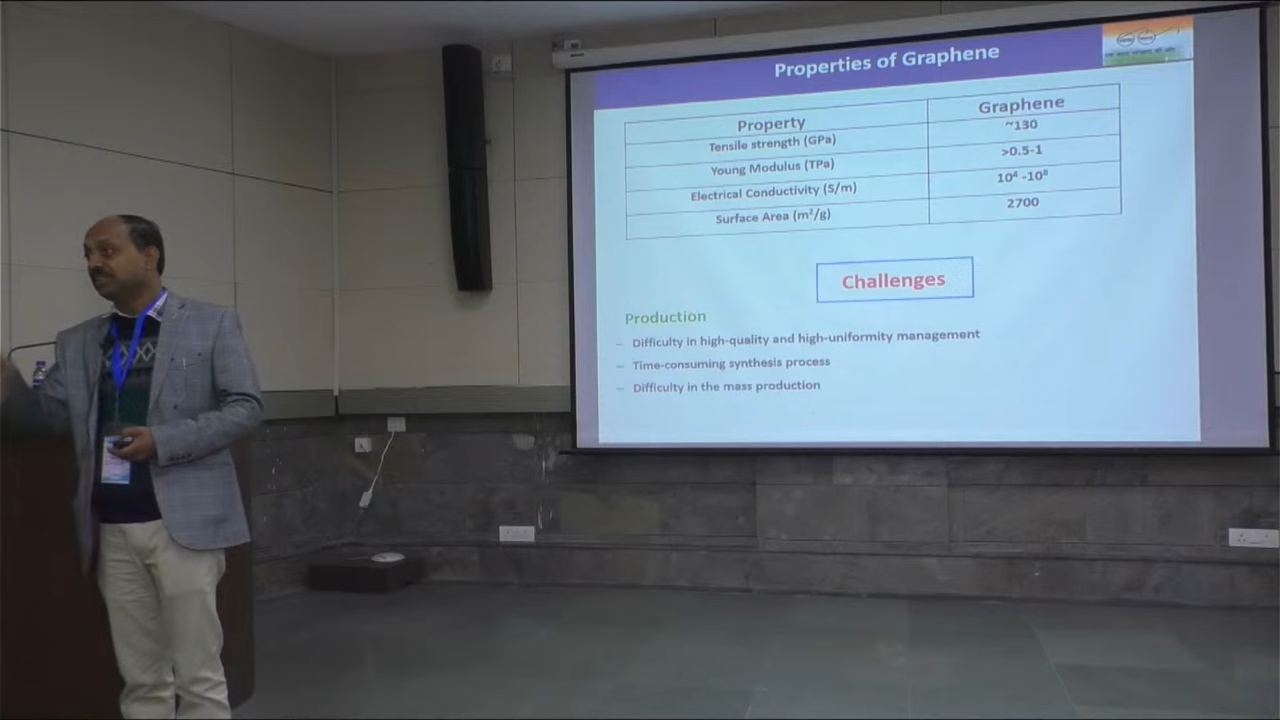 Properties of Graphene
Property Graphene
Tensile strength (GPa) ~130
Young Modulus (TPa) >0.5-1
Electrical Conductivity (S/m) 10⁴ -10⁸
Surface Area (m²/g) 2700
Challenges
Production
– Difficulty in high-quality and high-uniformity management
– Time-consuming synthesis process
– Difficulty in the mass production